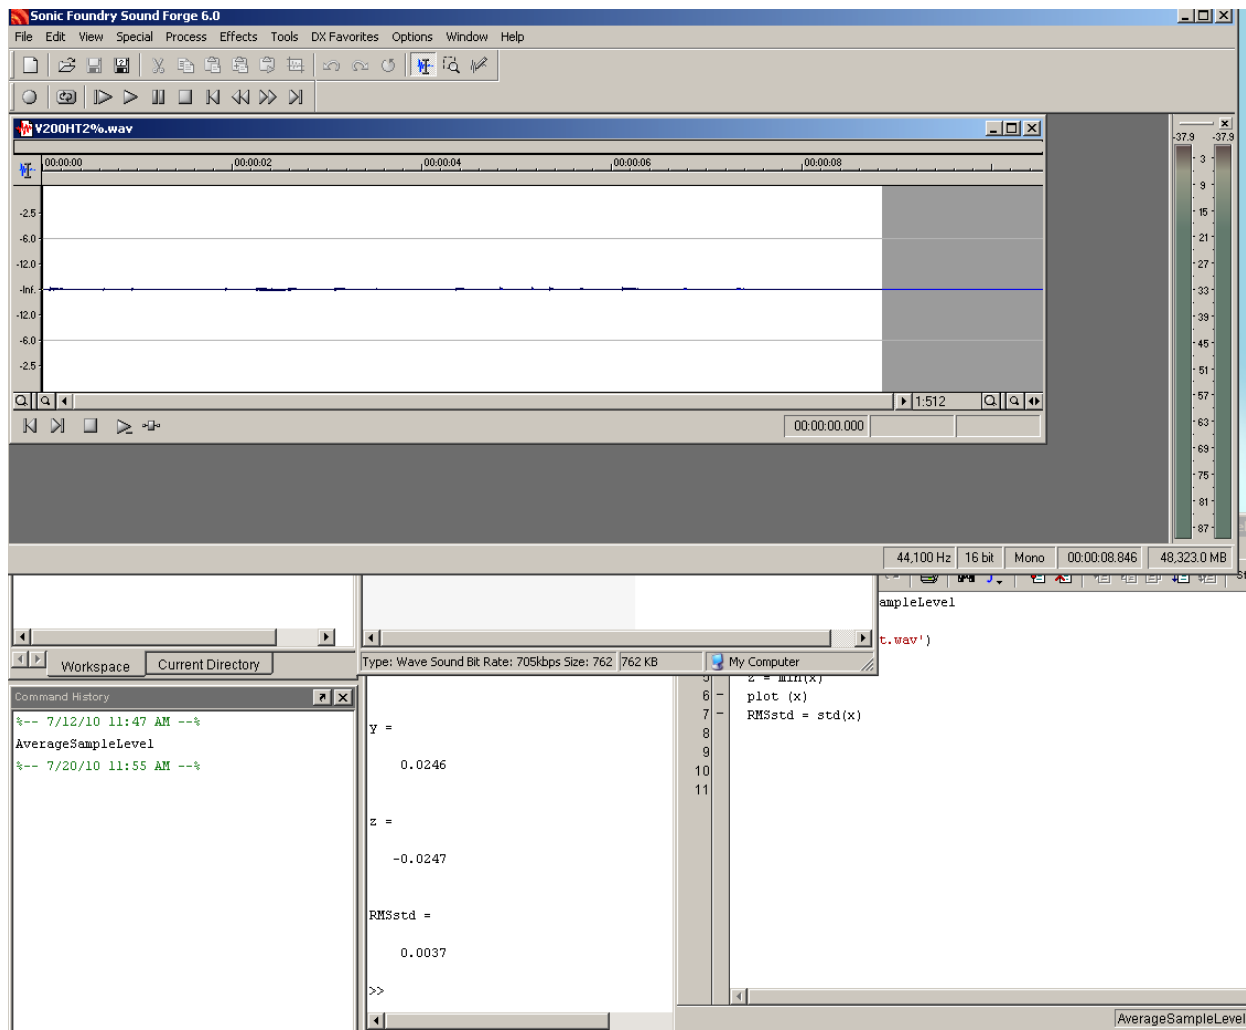 Sonic Foundry Sound Forge 6.0
File Edit View Special Process Effects Tools DX Favorites Options Window Help
V200HT2%.wav
-37.9 -37.9
00:00:00 00:00:02 00:00:04 00:00:06 00:00:08
-2.5
-6.0
-12.0
-Inf.
-12.0
-6.0
-2.5
3
9
15
21
27
33
39
45
51
57
63
69
75
81
87
1:512
00:00:00.000
44,100 Hz 16 bit Mono 00:00:08.846 48,323.0 MB
ampleLevel
t.wav')
Workspace Current Directory
Type: Wave Sound Bit Rate: 705kbps Size: 762 762 KB My Computer
5 z = min(x)
6 plot (x)
7 RMSstd = std(x)
8
9
10
11
Command History
%-- 7/12/10 11:47 AM --%
AverageSampleLevel
%-- 7/20/10 11:55 AM --%
y =
0.0246
z =
-0.0247
RMSstd =
0.0037
>>
AverageSampleLevel